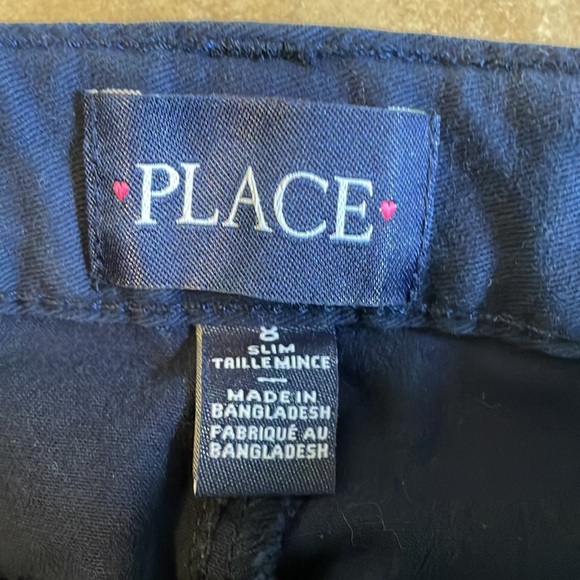 PLACE
8
SLIM
TAILLE MINCE
MADE IN
BANGLADESH
FABRIQUÉ AU
BANGLADESH